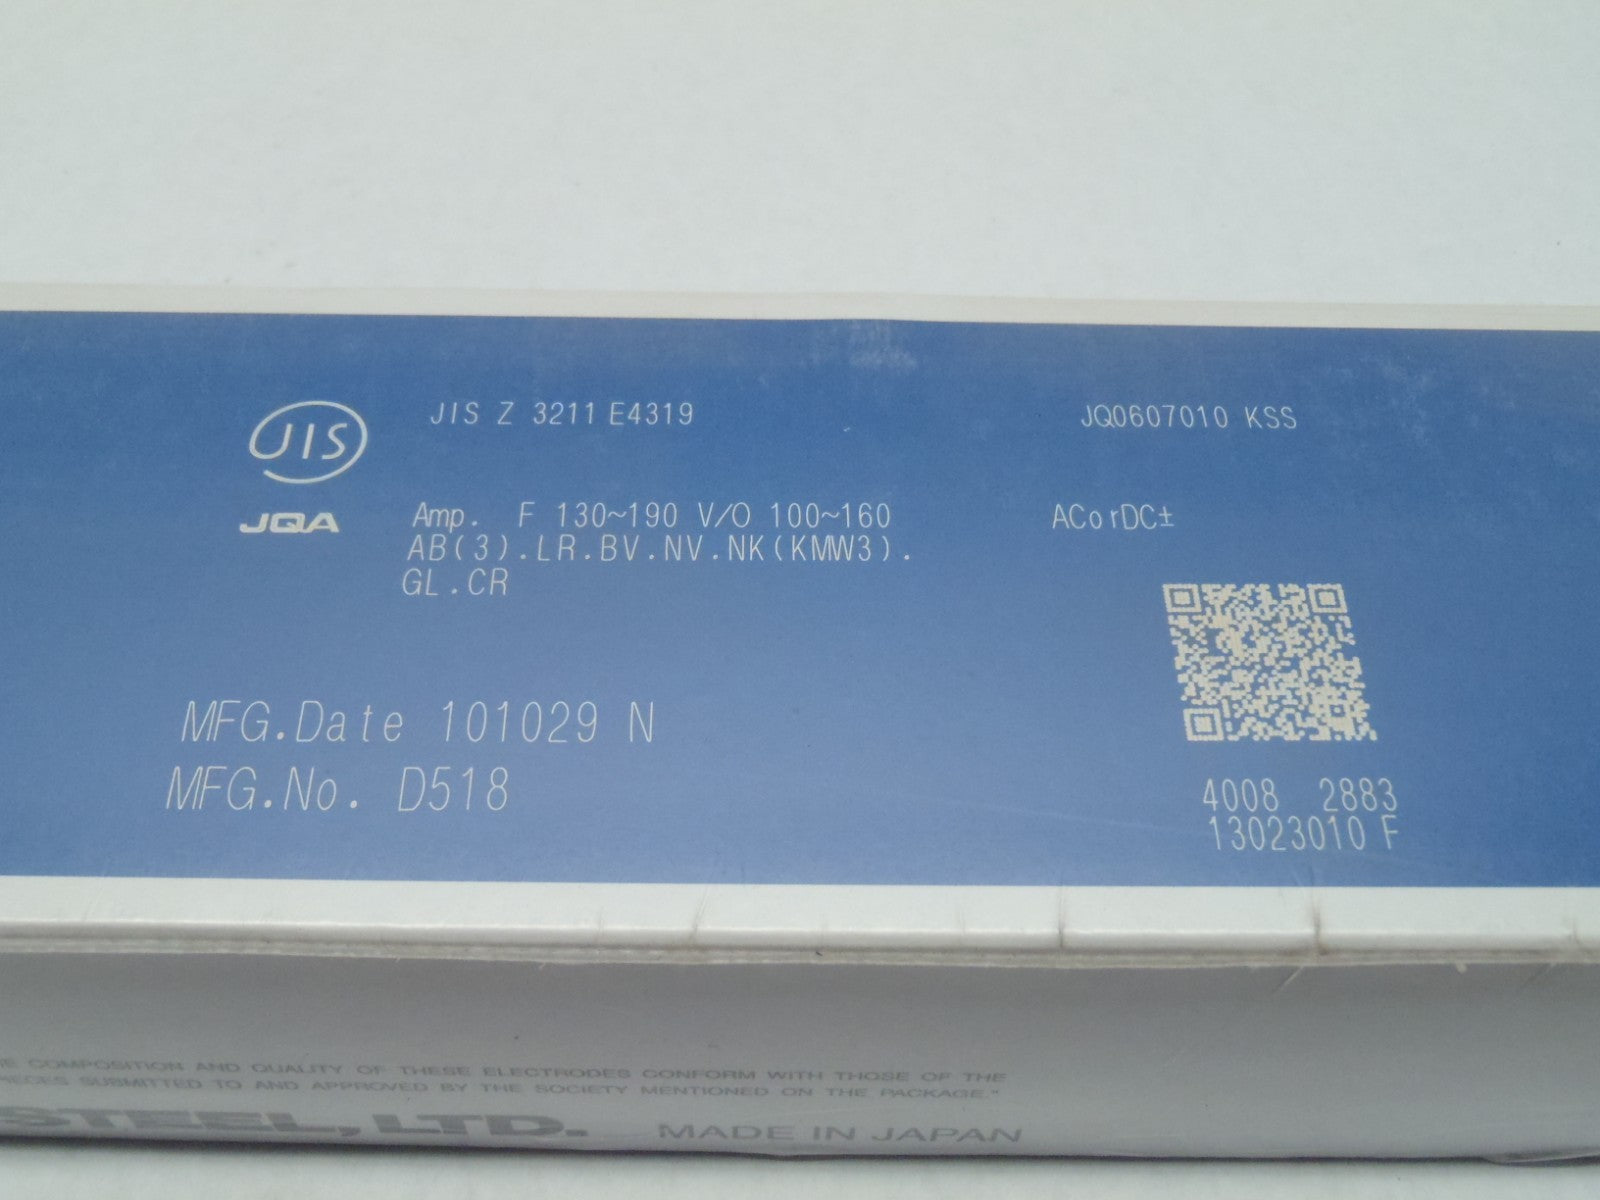 JIS
JQA
JIS Z 3211 E4319
JQ0607010 KSS
Amp. F 130~190 V/O 100~160
ACorDC±
AB(3).LR.BV.NV.NK(KMW3).
GL.CR
MFG.Date 101029 N
MFG.No. D518
4008 2883
13023010 F
COMPOSITION AND QUALITY OF THESE ELECTRODES CONFORM WITH THOSE OF THE
SUBMITTED TO AND APPROVED BY THE SOCIETY MENTIONED ON THE PACKAGE."
STEEL, LTD. MADE IN JAPAN